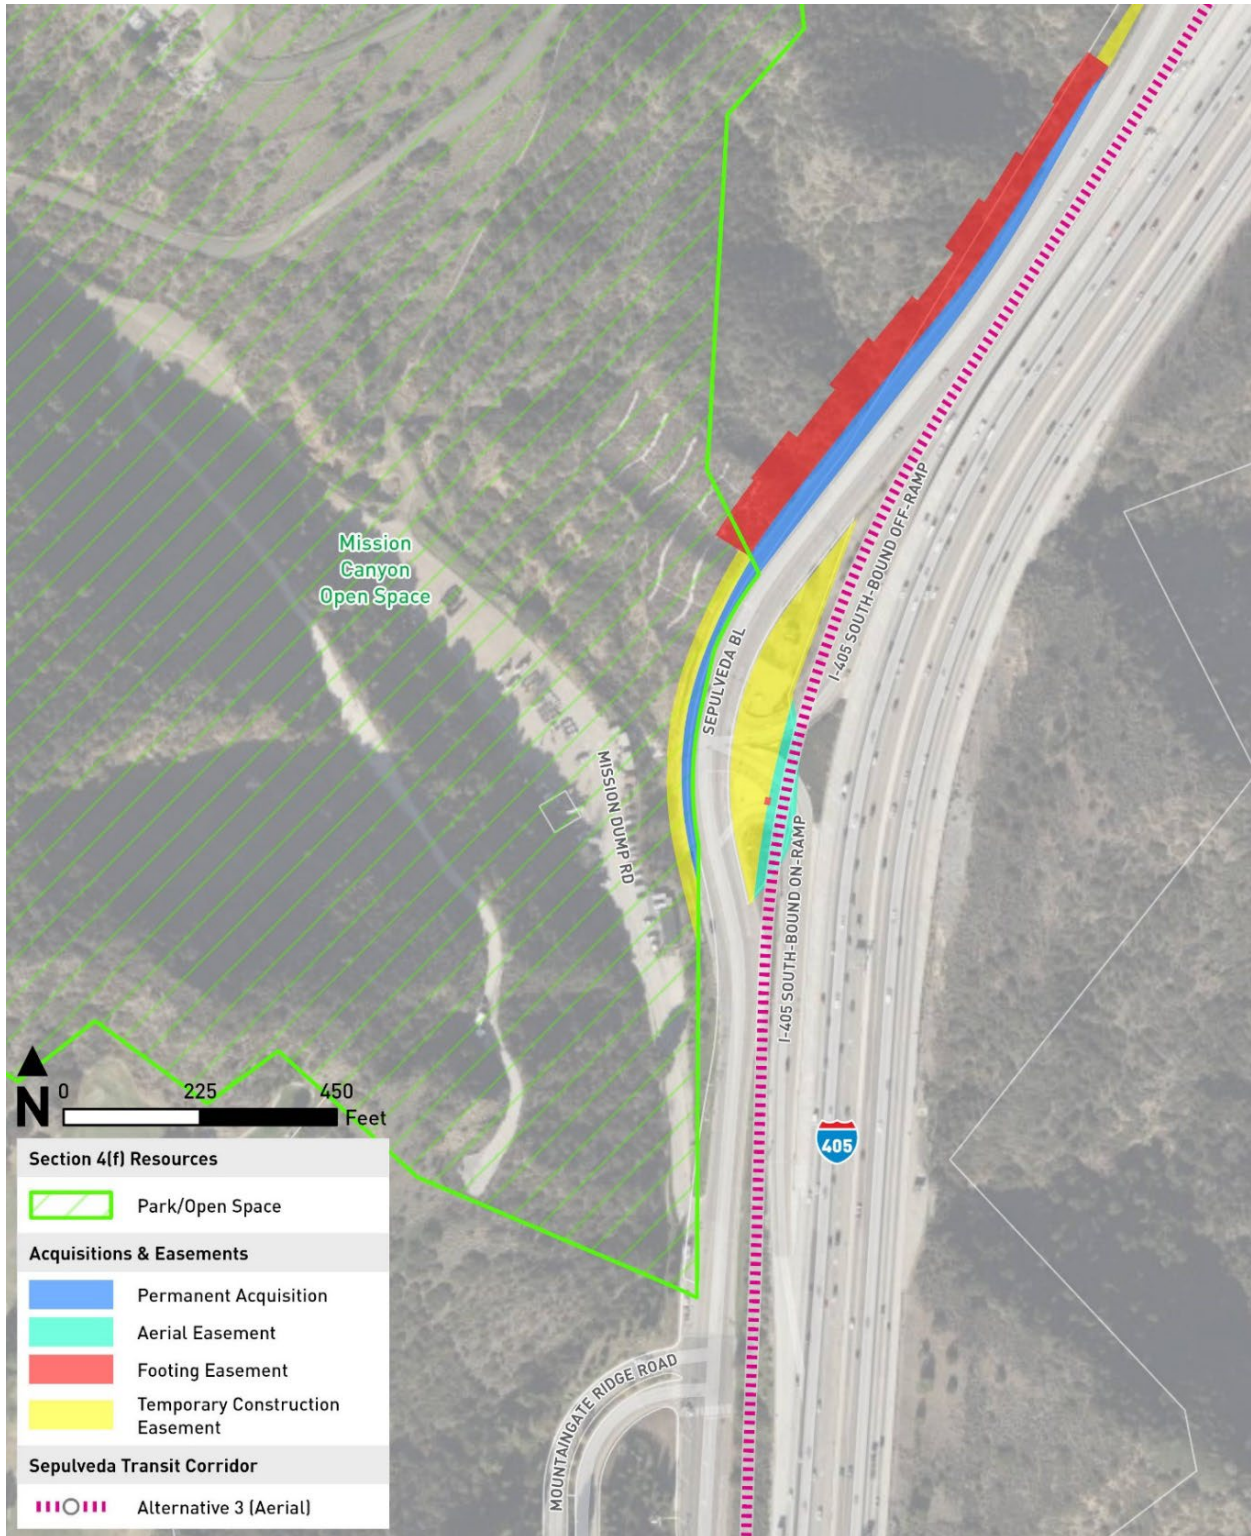 Mission
Canyon
Open Space
SEPULVEDA BL
I-405 SOUTH-BOUND OFF-RAMP
MISSION DUMP RD
I-405 SOUTH-BOUND ON-RAMP
405
MOUNTAINGATE RIDGE ROAD
N
0 225 450
Feet
Section 4(f) Resources
Park/Open Space
Acquisitions & Easements
Permanent Acquisition
Aerial Easement
Footing Easement
Temporary Construction
Easement
Sepulveda Transit Corridor
Alternative 3 (Aerial)